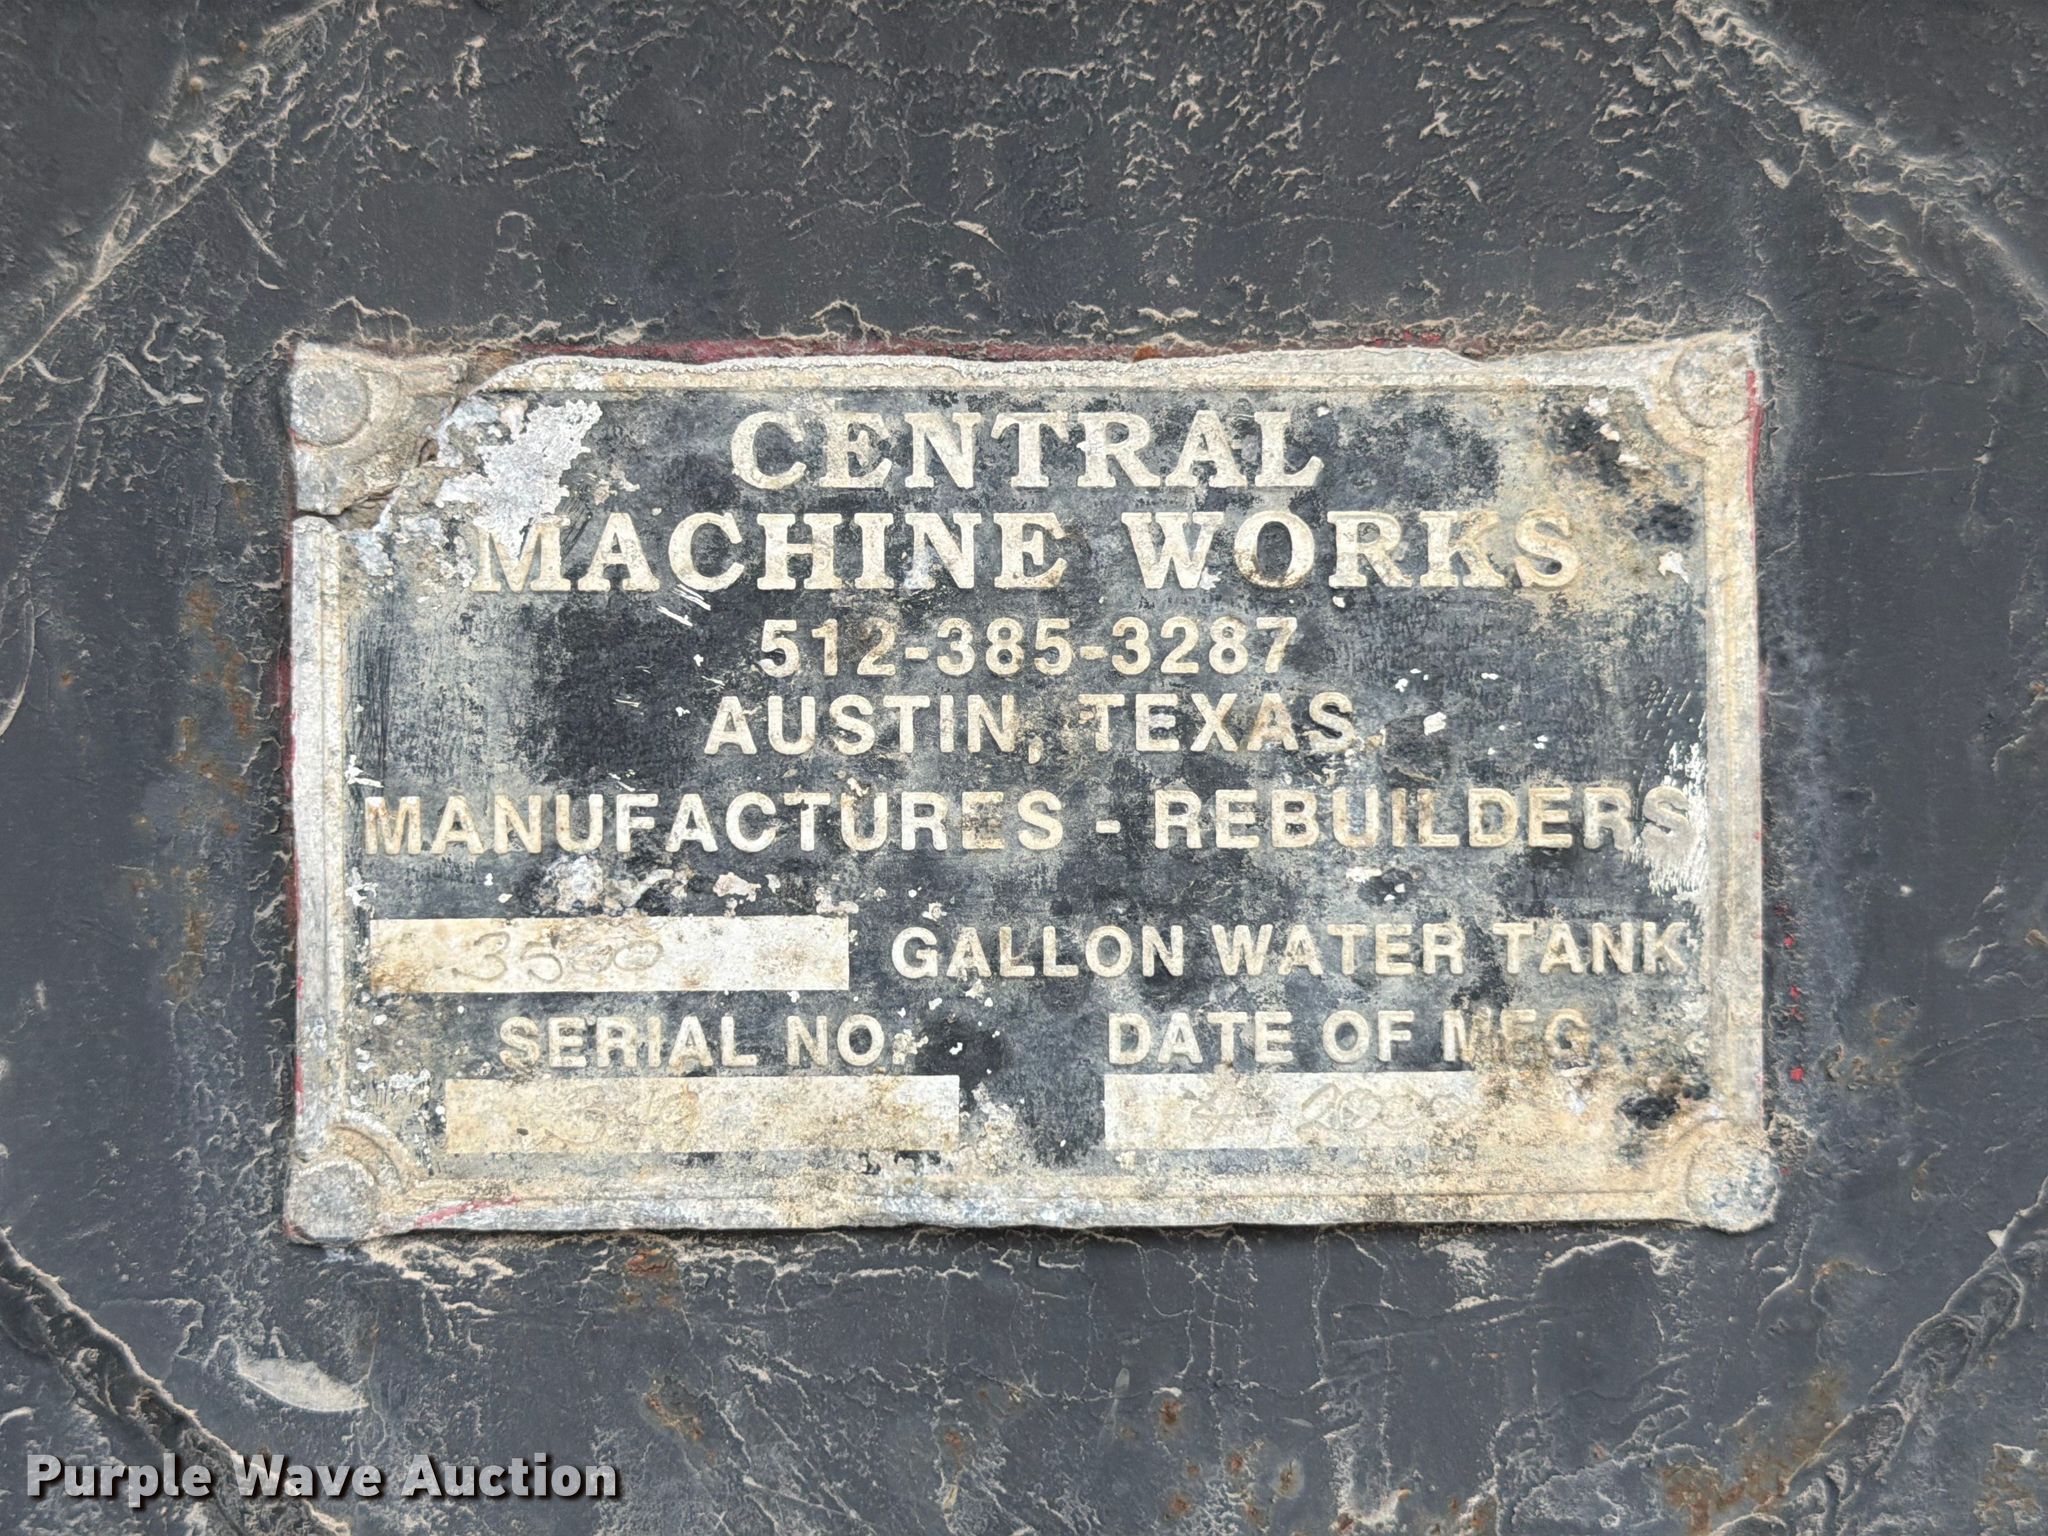 CENTRAL
MACHINE WORKS
512-385-3287
AUSTIN, TEXAS
MANUFACTURES - REBUILDERS
3500 GALLON WATER TANK
SERIAL NO. DATE OF MFG.
Purple Wave Auction